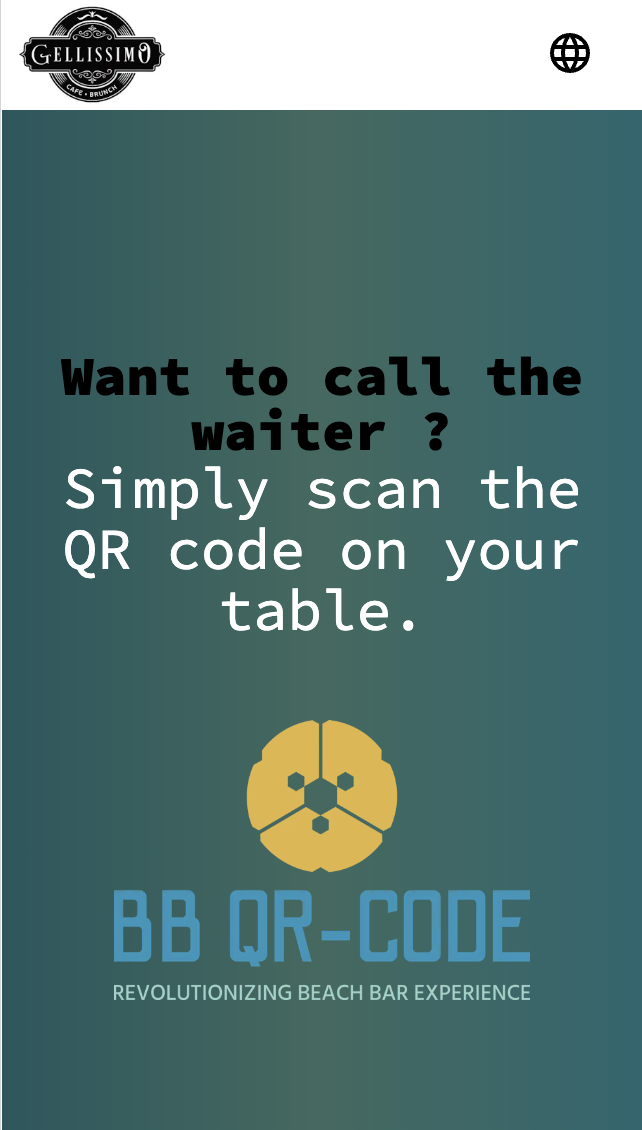 GELLISSIMO
CAFE • BRUNCH
Want to call the
waiter ?
Simply scan the
QR code on your
table.
BB QR-CODE
REVOLUTIONIZING BEACH BAR EXPERIENCE